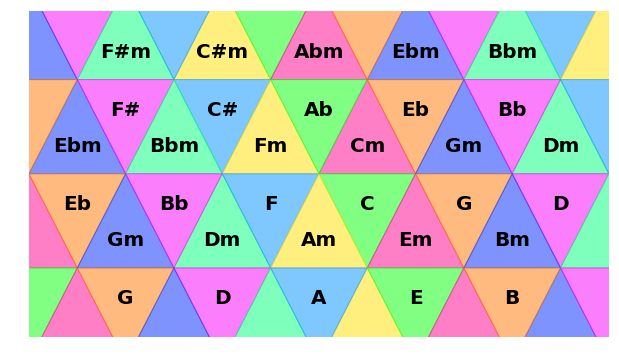 F#m C#m Abm Ebm Bbm
F# C# Ab Eb Bb
Ebm Bbm Fm Cm Gm Dm
Eb Bb F C G D
Gm Dm Am Em Bm
G D A E B